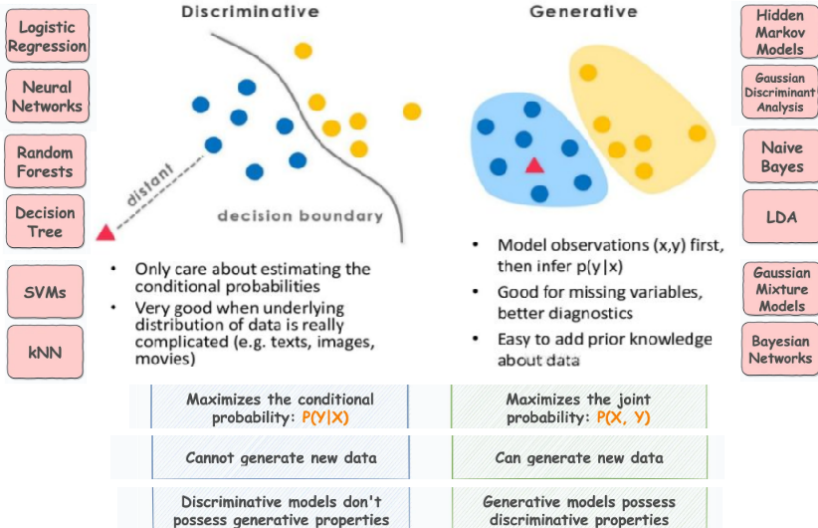 Discriminative
Generative
Logistic
Regression
Neural
Networks
Random
Forests
Decision
Tree
SVMs
kNN
distant
decision boundary
• Only care about estimating the
conditional probabilities
• Very good when underlying
distribution of data is really
complicated (e.g. texts, images,
movies)
• Model observations (x,y) first,
then infer p(y|x)
• Good for missing variables,
better diagnostics
• Easy to add prior knowledge
about data
Hidden
Markov
Models
Gaussian
Discriminant
Analysis
Naive
Bayes
LDA
Gaussian
Mixture
Models
Bayesian
Networks
Maximizes the conditional
probability: P(Y|X)
Maximizes the joint
probability: P(X, Y)
Cannot generate new data
Can generate new data
Discriminative models don't
possess generative properties
Generative models possess
discriminative properties